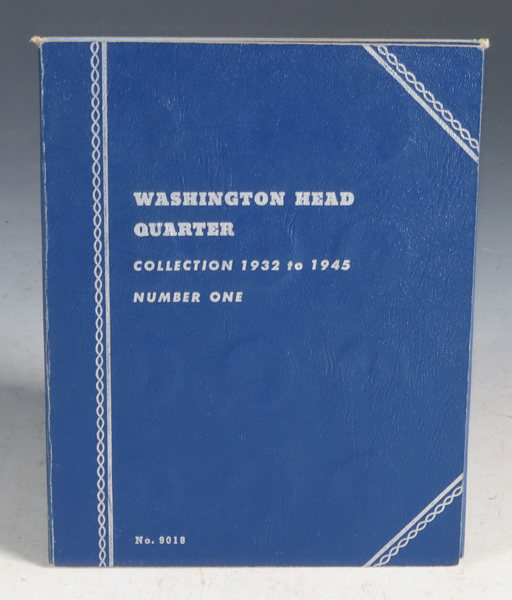 WASHINGTON HEAD
QUARTER
COLLECTION 1932 to 1945
NUMBER ONE
No. 9018